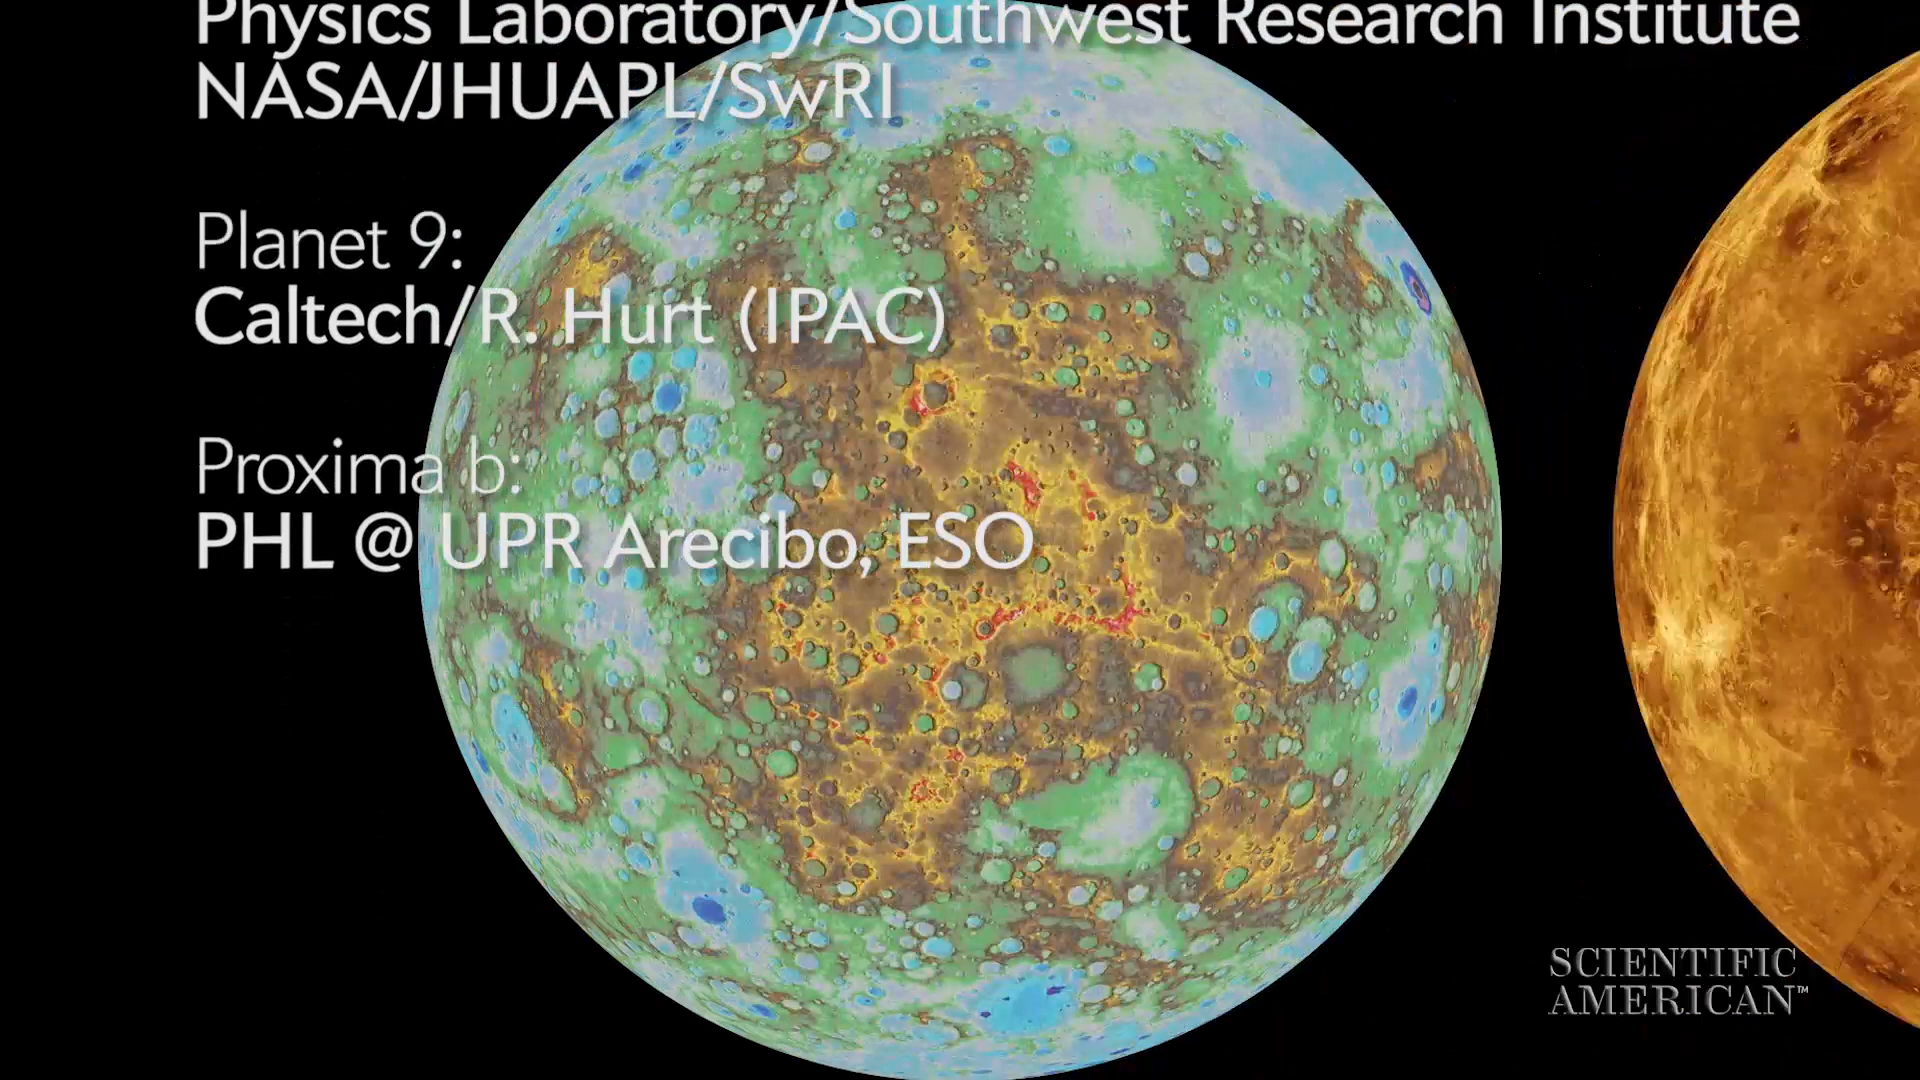 Physics Laboratory/Southwest Research Institute
NASA/JHUAPL/SwRI
Planet 9:
Caltech/R. Hurt (IPAC)
Proxima b:
PHL @ UPR Arecibo, ESO
SCIENTIFIC
AMERICAN™